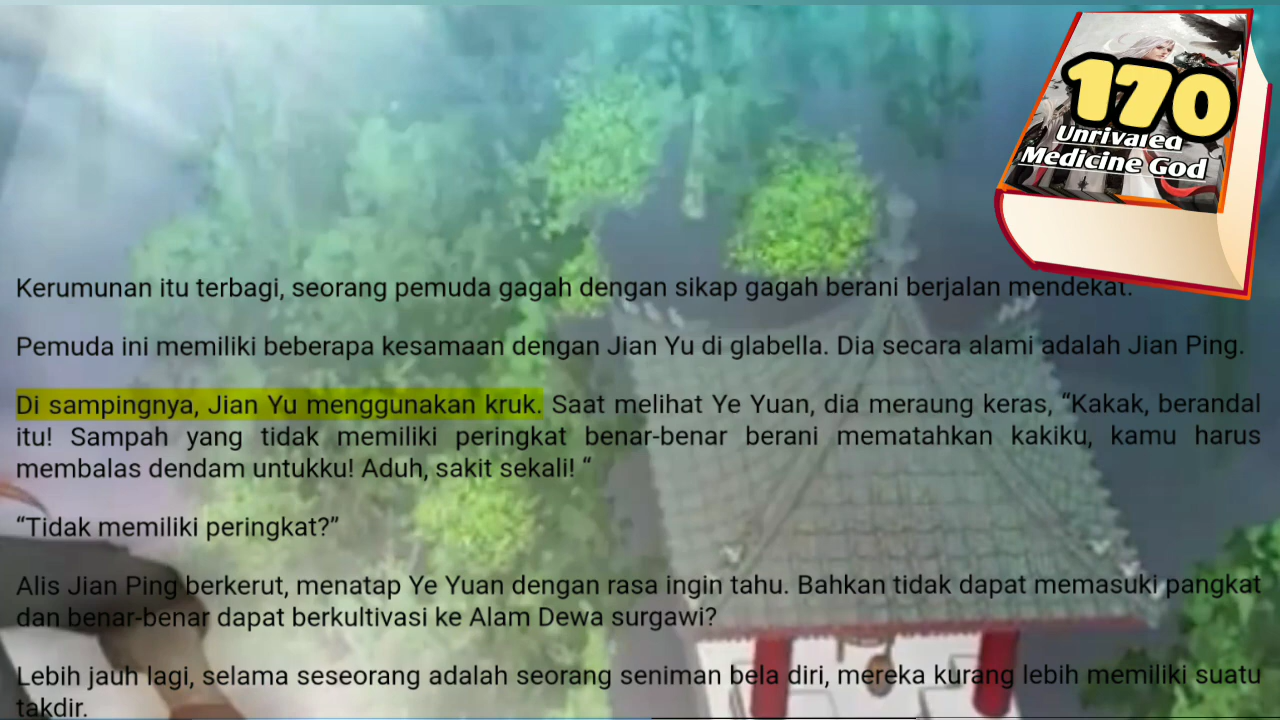 170
Unrivaled
Medicine God
Kerumunan itu terbagi, seorang pemuda gagah dengan sikap gagah berani berjalan mendekat.
Pemuda ini memiliki beberapa kesamaan dengan Jian Yu di glabella. Dia secara alami adalah Jian Ping.
Di sampingnya, Jian Yu menggunakan kruk. Saat melihat Ye Yuan, dia meraung keras, “Kakak, berandal
itu! Sampah yang tidak memiliki peringkat benar-benar berani mematahkan kakiku, kamu harus
membalas dendam untukku! Aduh, sakit sekali! “
“Tidak memiliki peringkat?”
Alis Jian Ping berkerut, menatap Ye Yuan dengan rasa ingin tahu. Bahkan tidak dapat memasuki pangkat
dan benar-benar dapat berkultivasi ke Alam Dewa surgawi?
Lebih jauh lagi, selama seseorang adalah seorang seniman bela diri, mereka kurang lebih memiliki suatu
takdir.